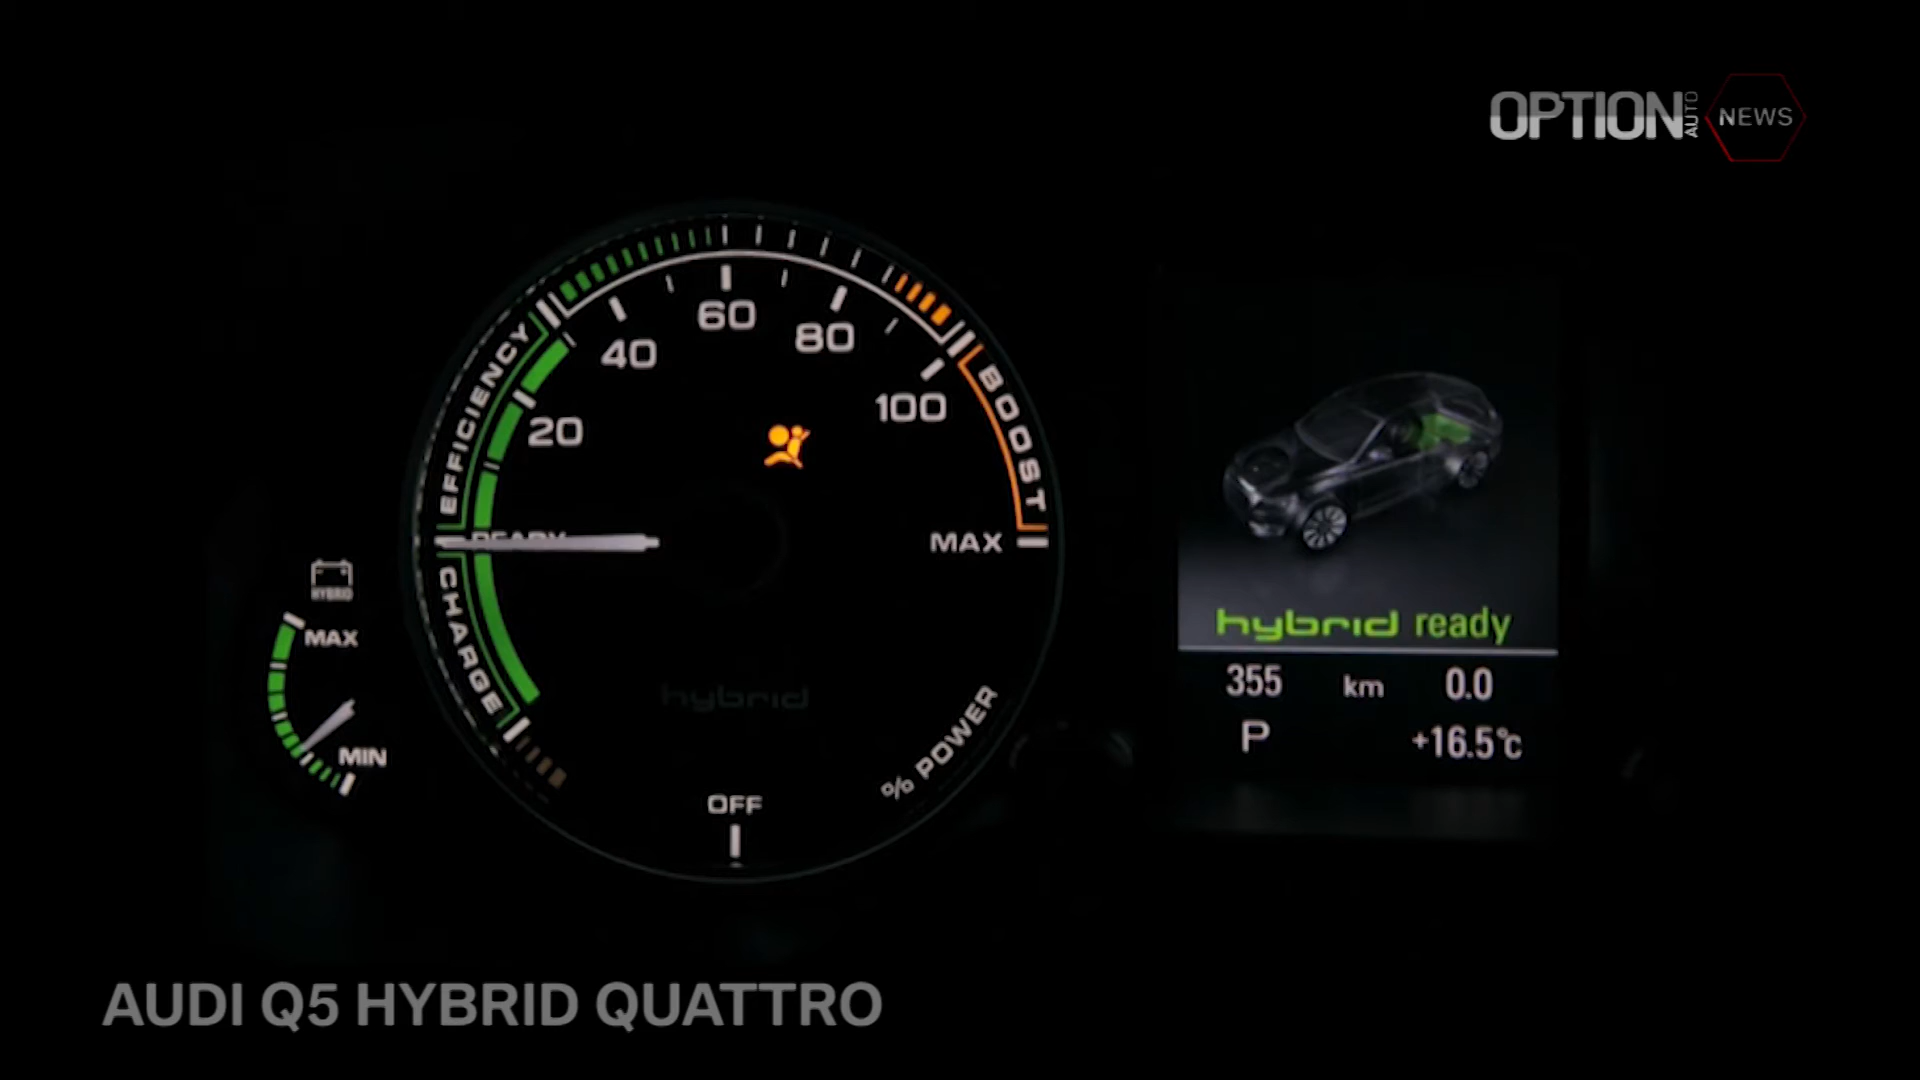 OPTION AUTO NEWS
60
40
80
20
100
EFFICIENCY
BOOST
READY
MAX
CHARGE
HYBRID
MAX
MIN
hybrid
% POWER
OFF
hybrid ready
355 km 0.0
P +16.5°C
AUDI Q5 HYBRID QUATTRO